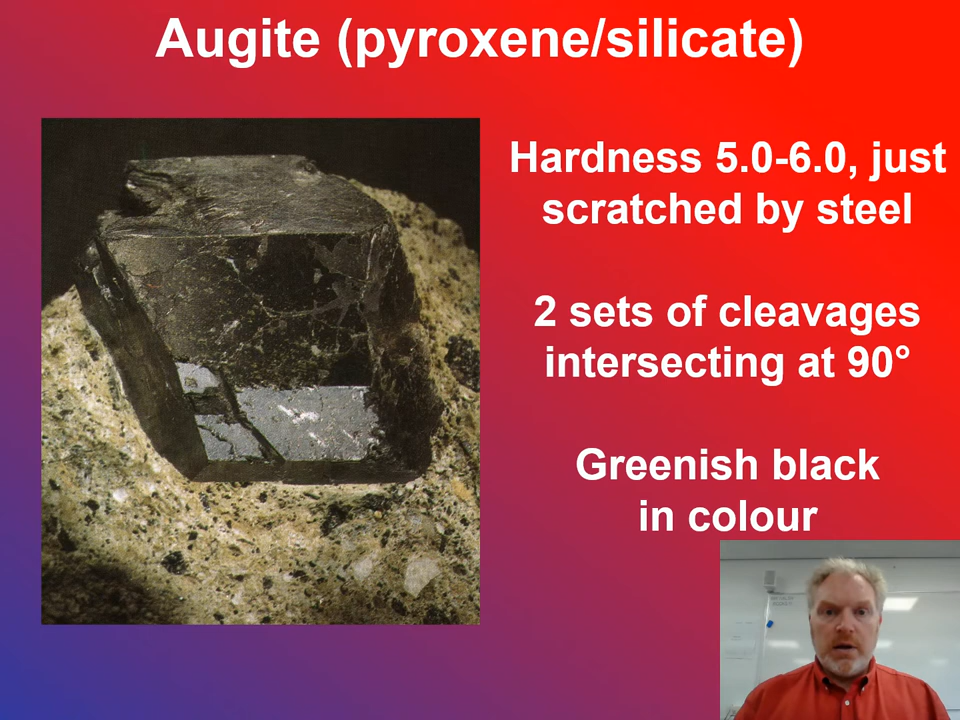 Augite (pyroxene/silicate)
Hardness 5.0-6.0, just
scratched by steel
2 sets of cleavages
intersecting at 90°
Greenish black
in colour